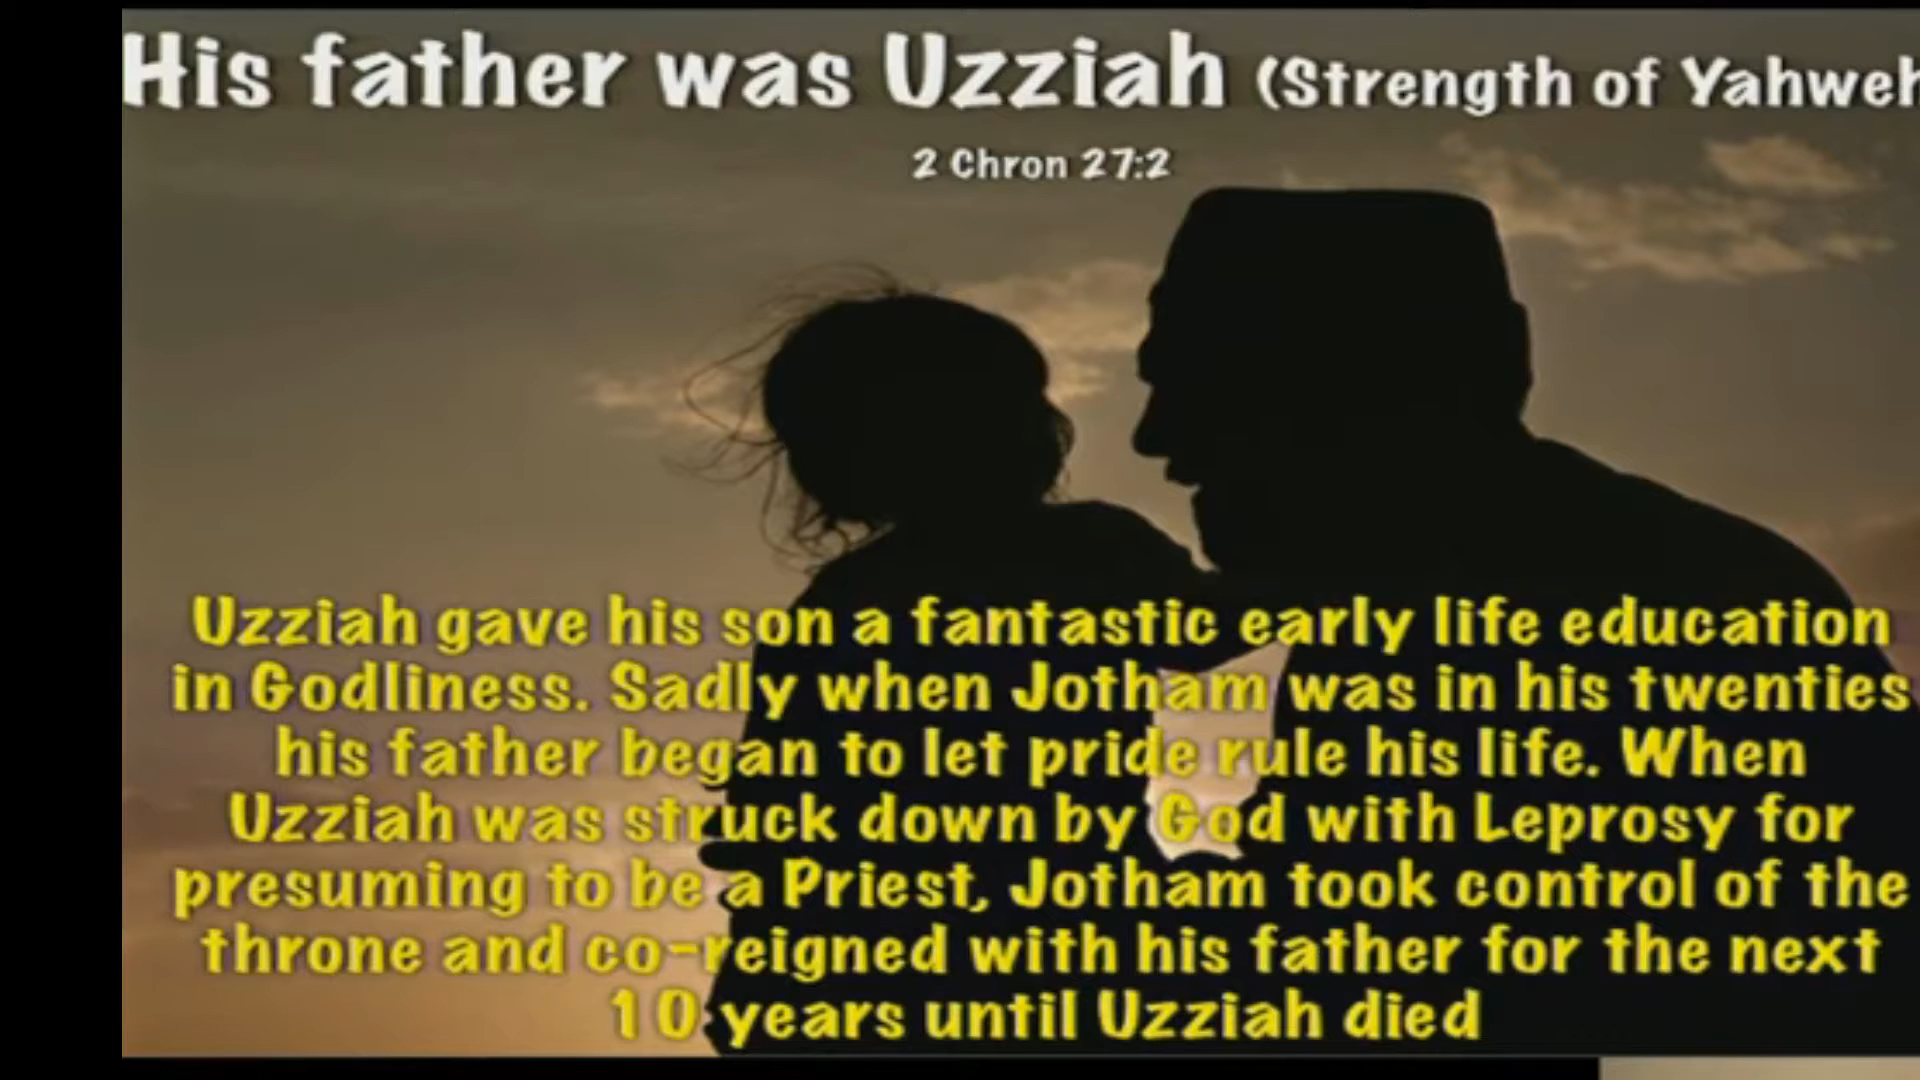 His father was Uzziah (Strength of Yahweh
2 Chron 27:2
Uzziah gave his son a fantastic early life education
in Godliness. Sadly when Jotham was in his twenties
his father began to let pride rule his life. When
Uzziah was struck down by God with Leprosy for
presuming to be a Priest, Jotham took control of the
throne and co-reigned with his father for the next
10 years until Uzziah died